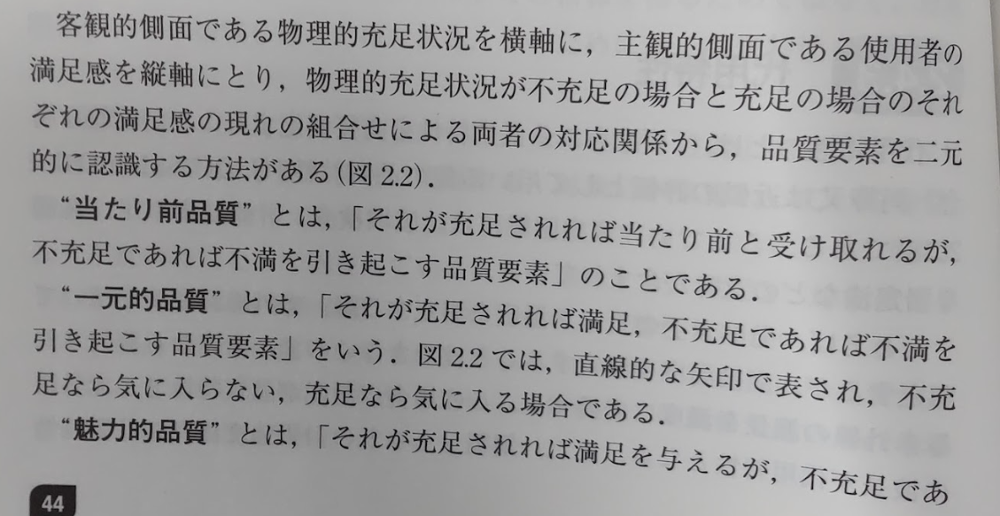 客観的側面である物理的充足状況を横軸に，主観的側面である使用者の
満足感を縦軸にとり，物理的充足状況が不充足の場合と充足の場合のそれ
ぞれの満足感の現れの組合せによる両者の対応関係から，品質要素を二元
的に認識する方法がある(図 2.2)．
“当たり前品質” とは，「それが充足されれば当たり前と受け取れるが，
不充足であれば不満を引き起こす品質要素」のことである．
“一元的品質” とは，「それが充足されれば満足，不充足であれば不満を
引き起こす品質要素」をいう．図 2.2 では，直線的な矢印で表され，不充
足なら気に入らない，充足なら気に入る場合である．
“魅力的品質” とは，「それが充足されれば満足を与えるが，不充足であ
44